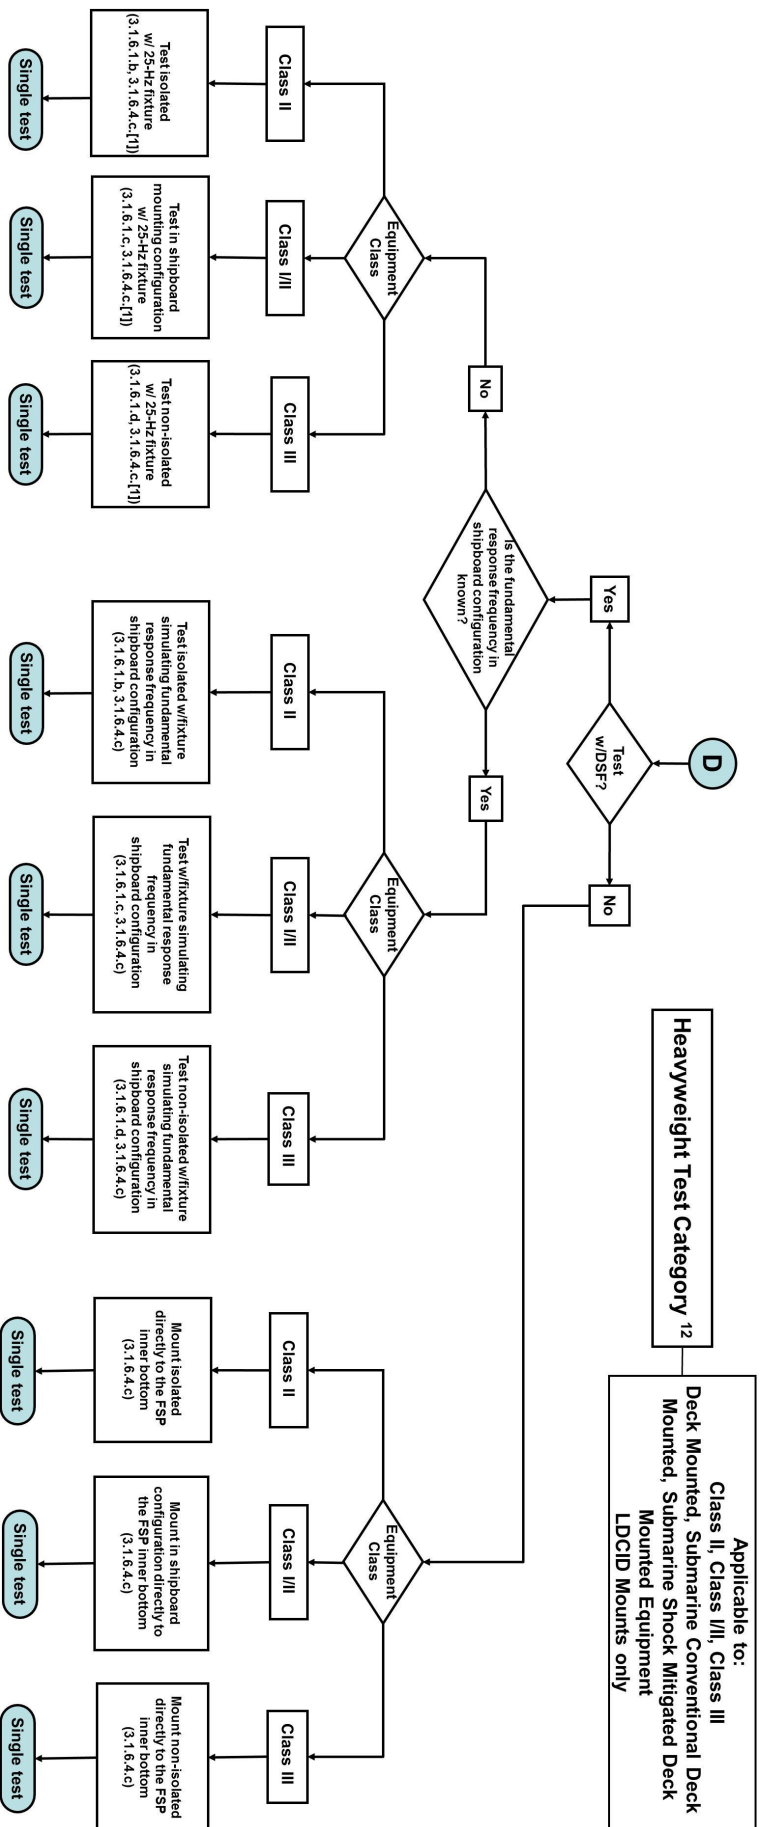 Heavyweight Test Category 12
Applicable to:
Class II, Class I/II, Class III
Deck Mounted, Submarine Conventional Deck
Mounted, Submarine Shock Mitigated Deck
Mounted Equipment
LDCID Mounts only
D
Test
w/DSF?
Yes
No
Is the fundamental
response frequency in
shipboard configuration
known?
No
Yes
Equipment
Class
Equipment
Class
Equipment
Class
Class II
Class I/II
Class III
Class II
Class I/II
Class III
Class II
Class I/II
Class III
Test isolated
w/ 25-Hz fixture
(3.1.6.1.b, 3.1.6.4.c.[1])
Test in shipboard
mounting configuration
w/ 25-Hz fixture
(3.1.6.1.c, 3.1.6.4.c.[1])
Test non-isolated
w/ 25-Hz fixture
(3.1.6.1.d, 3.1.6.4.c.[1])
Test isolated w/fixture
simulating fundamental
response frequency in
shipboard configuration
(3.1.6.1.b, 3.1.6.4.c)
Test w/fixture simulating
fundamental response
frequency in
shipboard configuration
(3.1.6.1.c, 3.1.6.4.c)
Test non-isolated w/fixture
simulating fundamental
response frequency in
shipboard configuration
(3.1.6.1.d, 3.1.6.4.c)
Mount isolated
directly to the FSP
inner bottom
(3.1.6.4.c)
Mount in shipboard
configuration directly to
the FSP inner bottom
(3.1.6.4.c)
Mount non-isolated
directly to the FSP
inner bottom
(3.1.6.4.c)
Single test
Single test
Single test
Single test
Single test
Single test
Single test
Single test
Single test